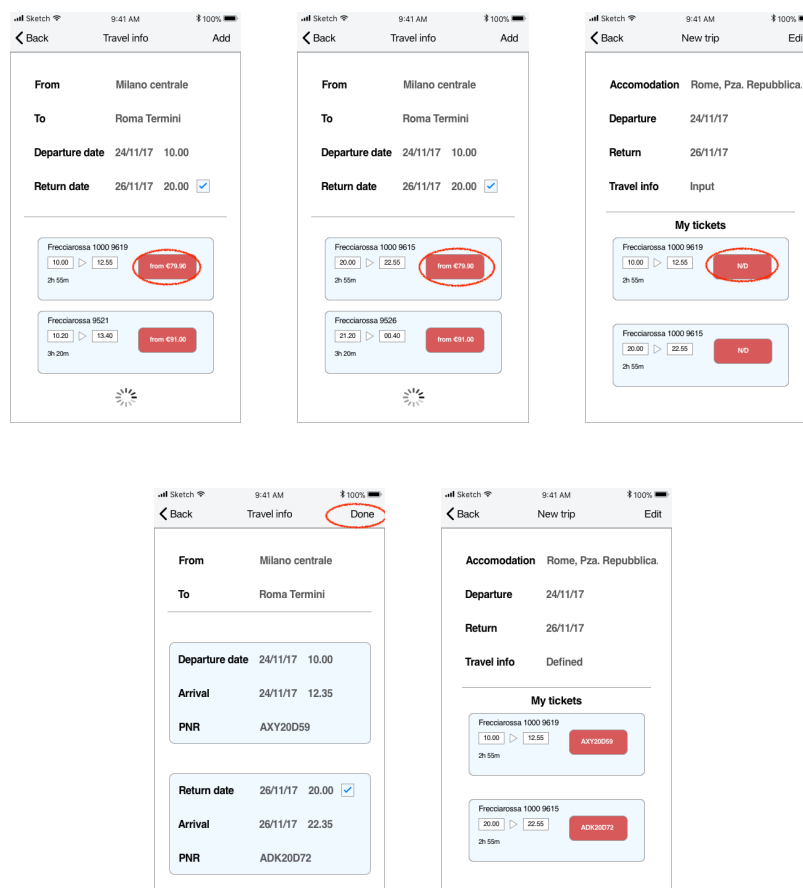 Sketch 9:41 AM 100%
Back Travel info Add
From Milano centrale
To Roma Termini
Departure date 24/11/17 10.00
Return date 26/11/17 20.00
Frecciarossa 1000 9619
10.00 12.55 from €79.90
2h 55m
Frecciarossa 9521
10.20 13.40 from €91.00
3h 20m
Sketch 9:41 AM 100%
Back Travel info Add
From Milano centrale
To Roma Termini
Departure date 24/11/17 10.00
Return date 26/11/17 20.00
Frecciarossa 1000 9615
20.00 22.55 from €79.90
2h 55m
Frecciarossa 9526
21.20 00.40 from €91.00
3h 20m
Sketch 9:41 AM 100%
Back New trip Edi
Accomodation Rome, Pza. Repubblica.
Departure 24/11/17
Return 26/11/17
Travel info Input
My tickets
Frecciarossa 1000 9619
10.00 12.55 N/D
2h 55m
Frecciarossa 1000 9615
20.00 22.55 N/D
2h 55m
Sketch 9:41 AM 100%
Back Travel info Done
From Milano centrale
To Roma Termini
Departure date 24/11/17 10.00
Arrival 24/11/17 12.35
PNR AXY20D59
Return date 26/11/17 20.00
Arrival 26/11/17 22.35
PNR ADK20D72
Sketch 9:41 AM 100%
Back New trip Edit
Accomodation Rome, Pza. Repubblica.
Departure 24/11/17
Return 26/11/17
Travel info Defined
My tickets
Frecciarossa 1000 9619
10.00 12.55 AXY20D59
2h 55m
Frecciarossa 1000 9615
20.00 22.55 ADK20D72
2h 55m